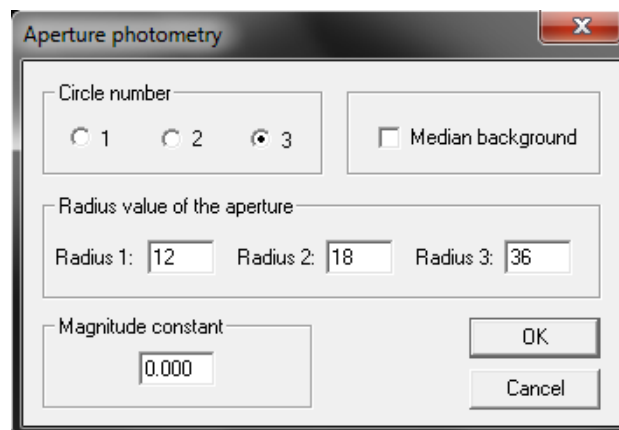 Aperture photometry
Circle number
1 2 3
Median background
Radius value of the aperture
Radius 1: 12 Radius 2: 18 Radius 3: 36
Magnitude constant
0.000
OK
Cancel